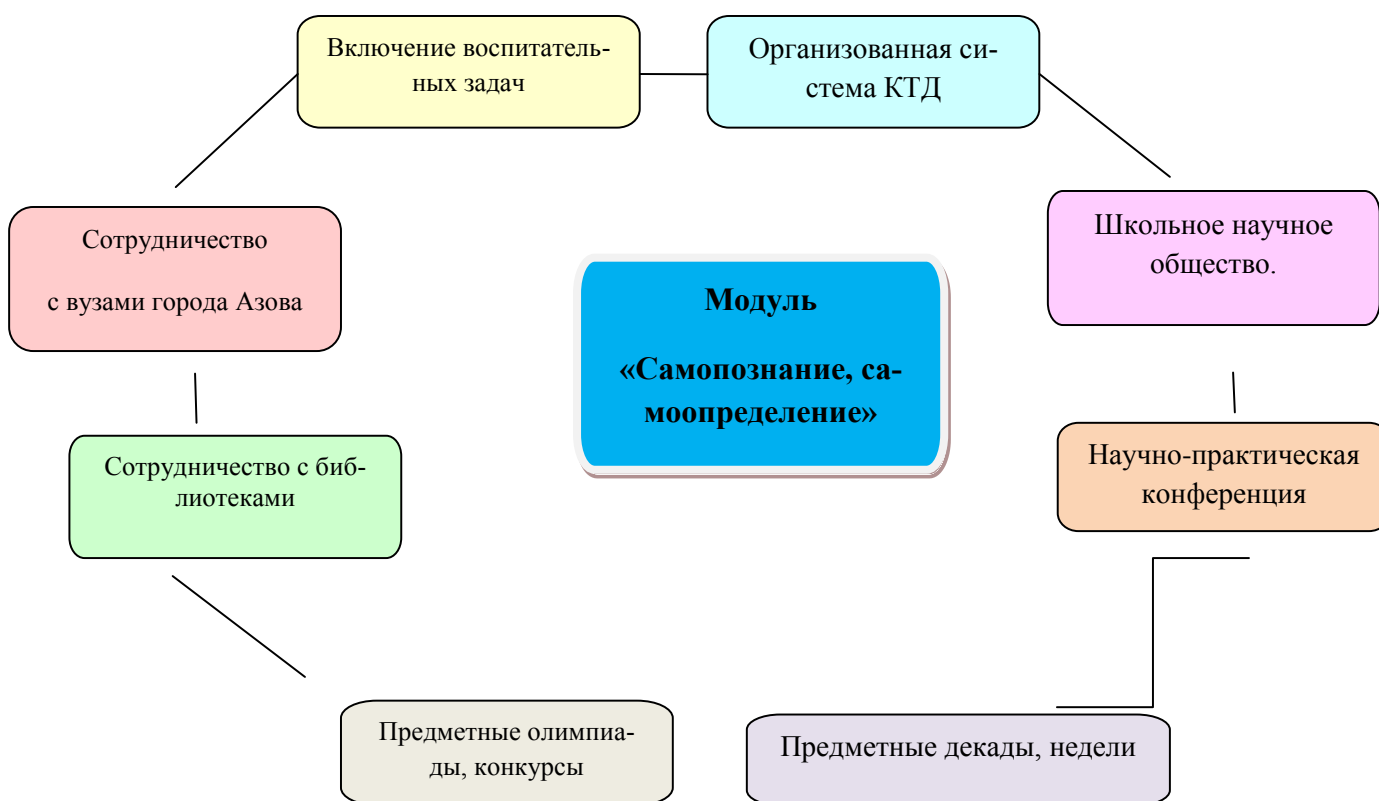 Включение воспитатель-
ных задач
Организованная си-
стема КТД
Сотрудничество
с вузами города Азова
Школьное научное
общество.
Модуль
«Самопознание, са-
моопределение»
Сотрудничество с биб-
лиотеками
Научно-практическая
конференция
Предметные олимпиа-
ды, конкурсы
Предметные декады, недели